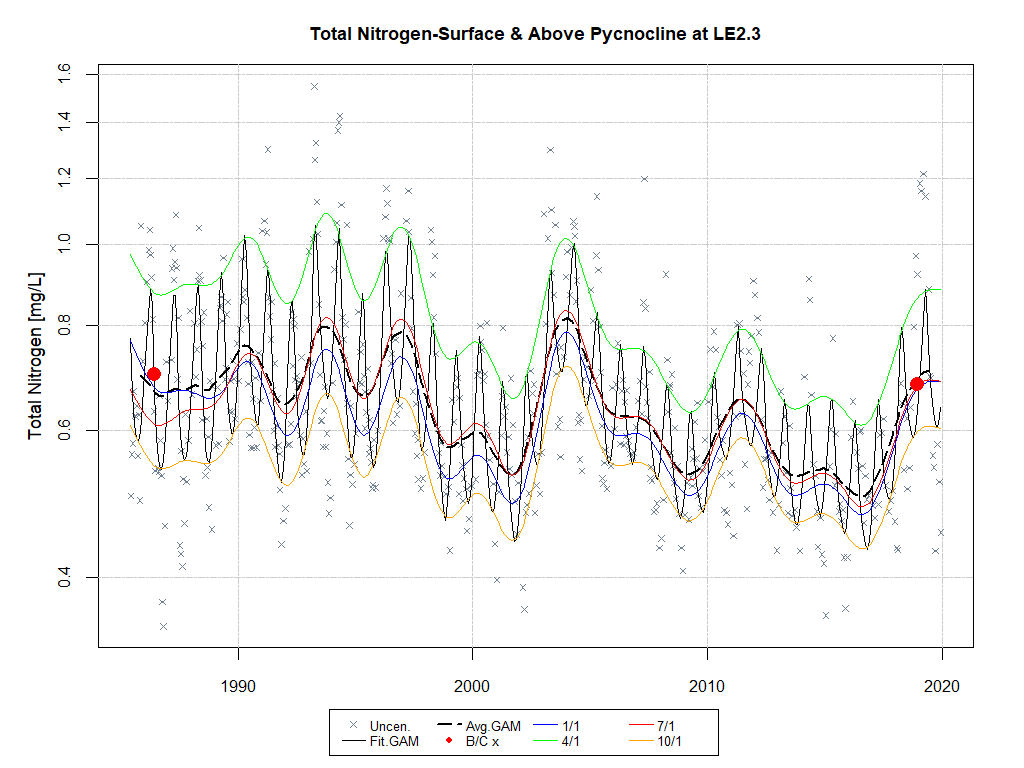 Total Nitrogen-Surface & Above Pycnocline at LE2.3
Total Nitrogen [mg/L]
1.6
1.4
1.2
1.0
0.8
0.6
0.4
1990 2000 2010 2020
Uncen. Avg.GAM 1/1 7/1
Fit.GAM B/C x 4/1 10/1